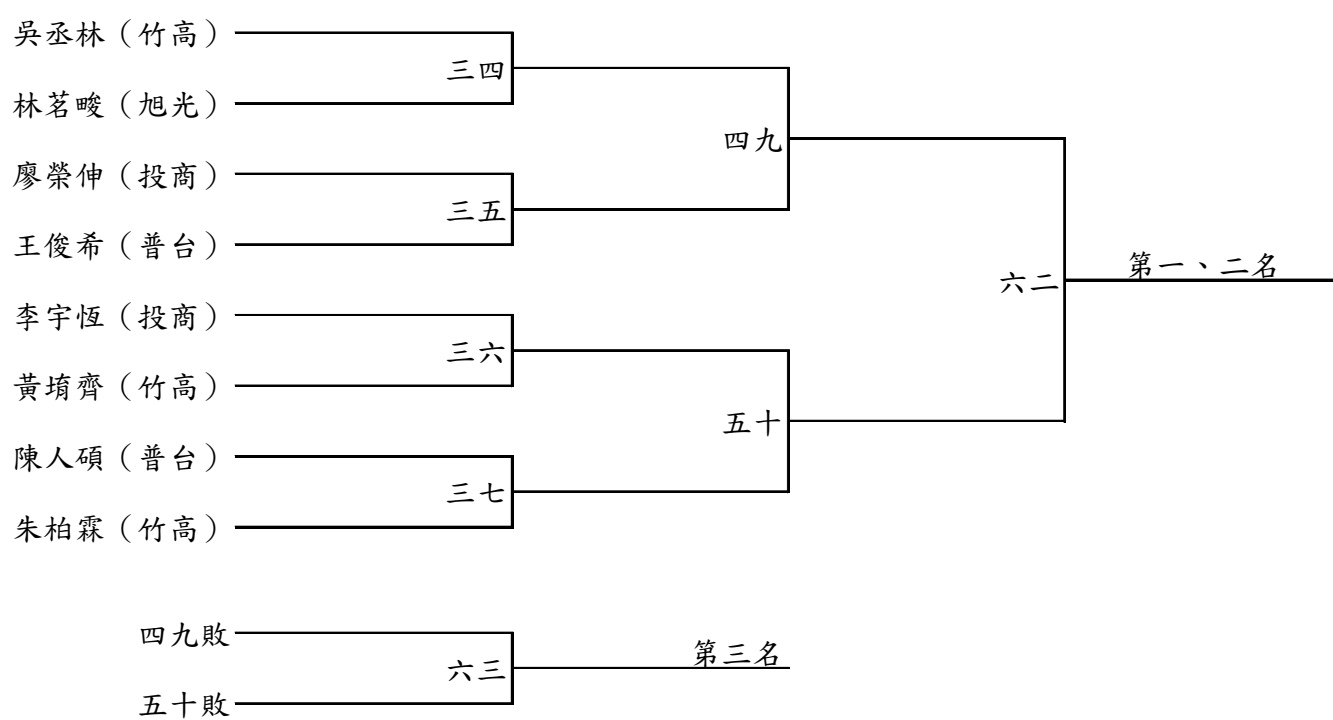 吳丞林（竹高）
三四
林茗畯（旭光）
四九
廖榮伸（投商）
三五
王俊希（普台）
六二
第一、二名
李宇恆（投商）
三六
黃堉齊（竹高）
五十
陳人碩（普台）
三七
朱柏霖（竹高）
四九敗
六三
第三名
五十敗